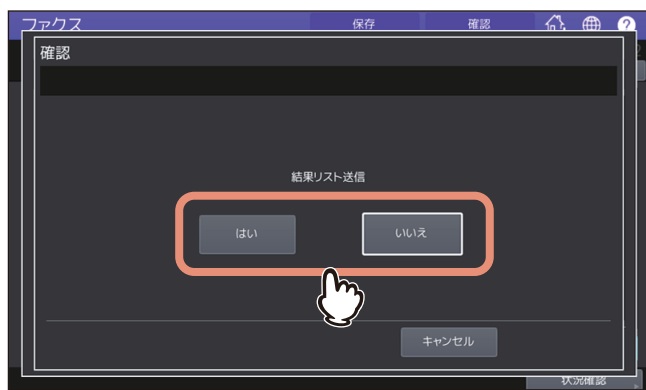 ファクス 保存 確認 ?
確認
結果リスト送信
はい いいえ
キャンセル
状況確認